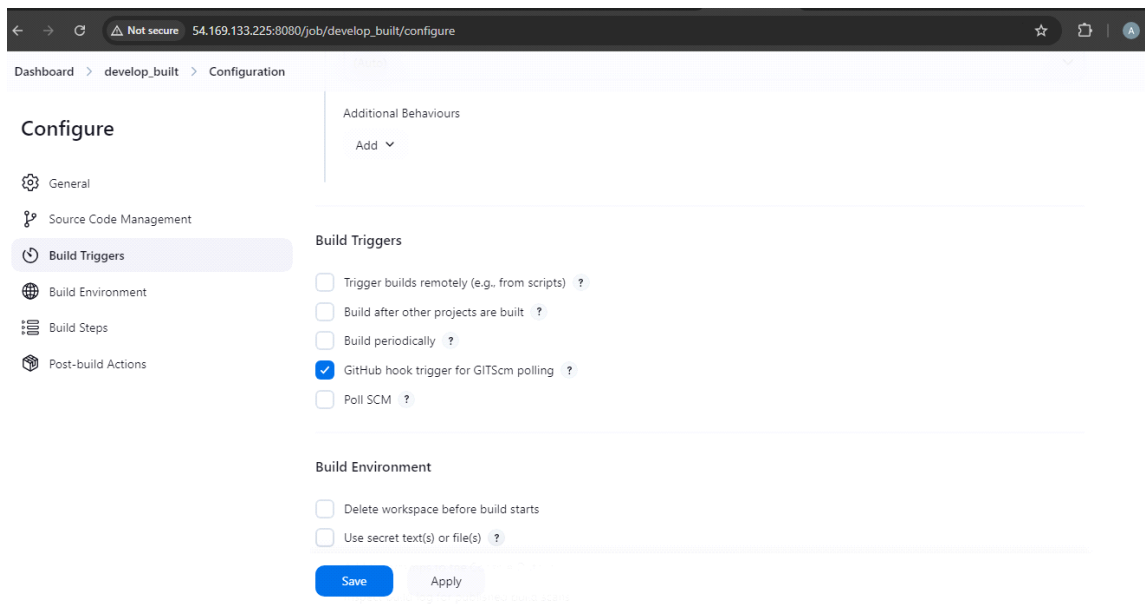 Not secure 54.169.133.225:8080/job/develop_built/configure
A
Dashboard > develop_built > Configuration
Configure
General
Source Code Management
Build Triggers
Build Environment
Build Steps
Post-build Actions
Additional Behaviours
Add
Build Triggers
Trigger builds remotely (e.g., from scripts) ?
Build after other projects are built ?
Build periodically ?
GitHub hook trigger for GITScm polling ?
Poll SCM ?
Build Environment
Delete workspace before build starts
Use secret text(s) or file(s) ?
Save Apply